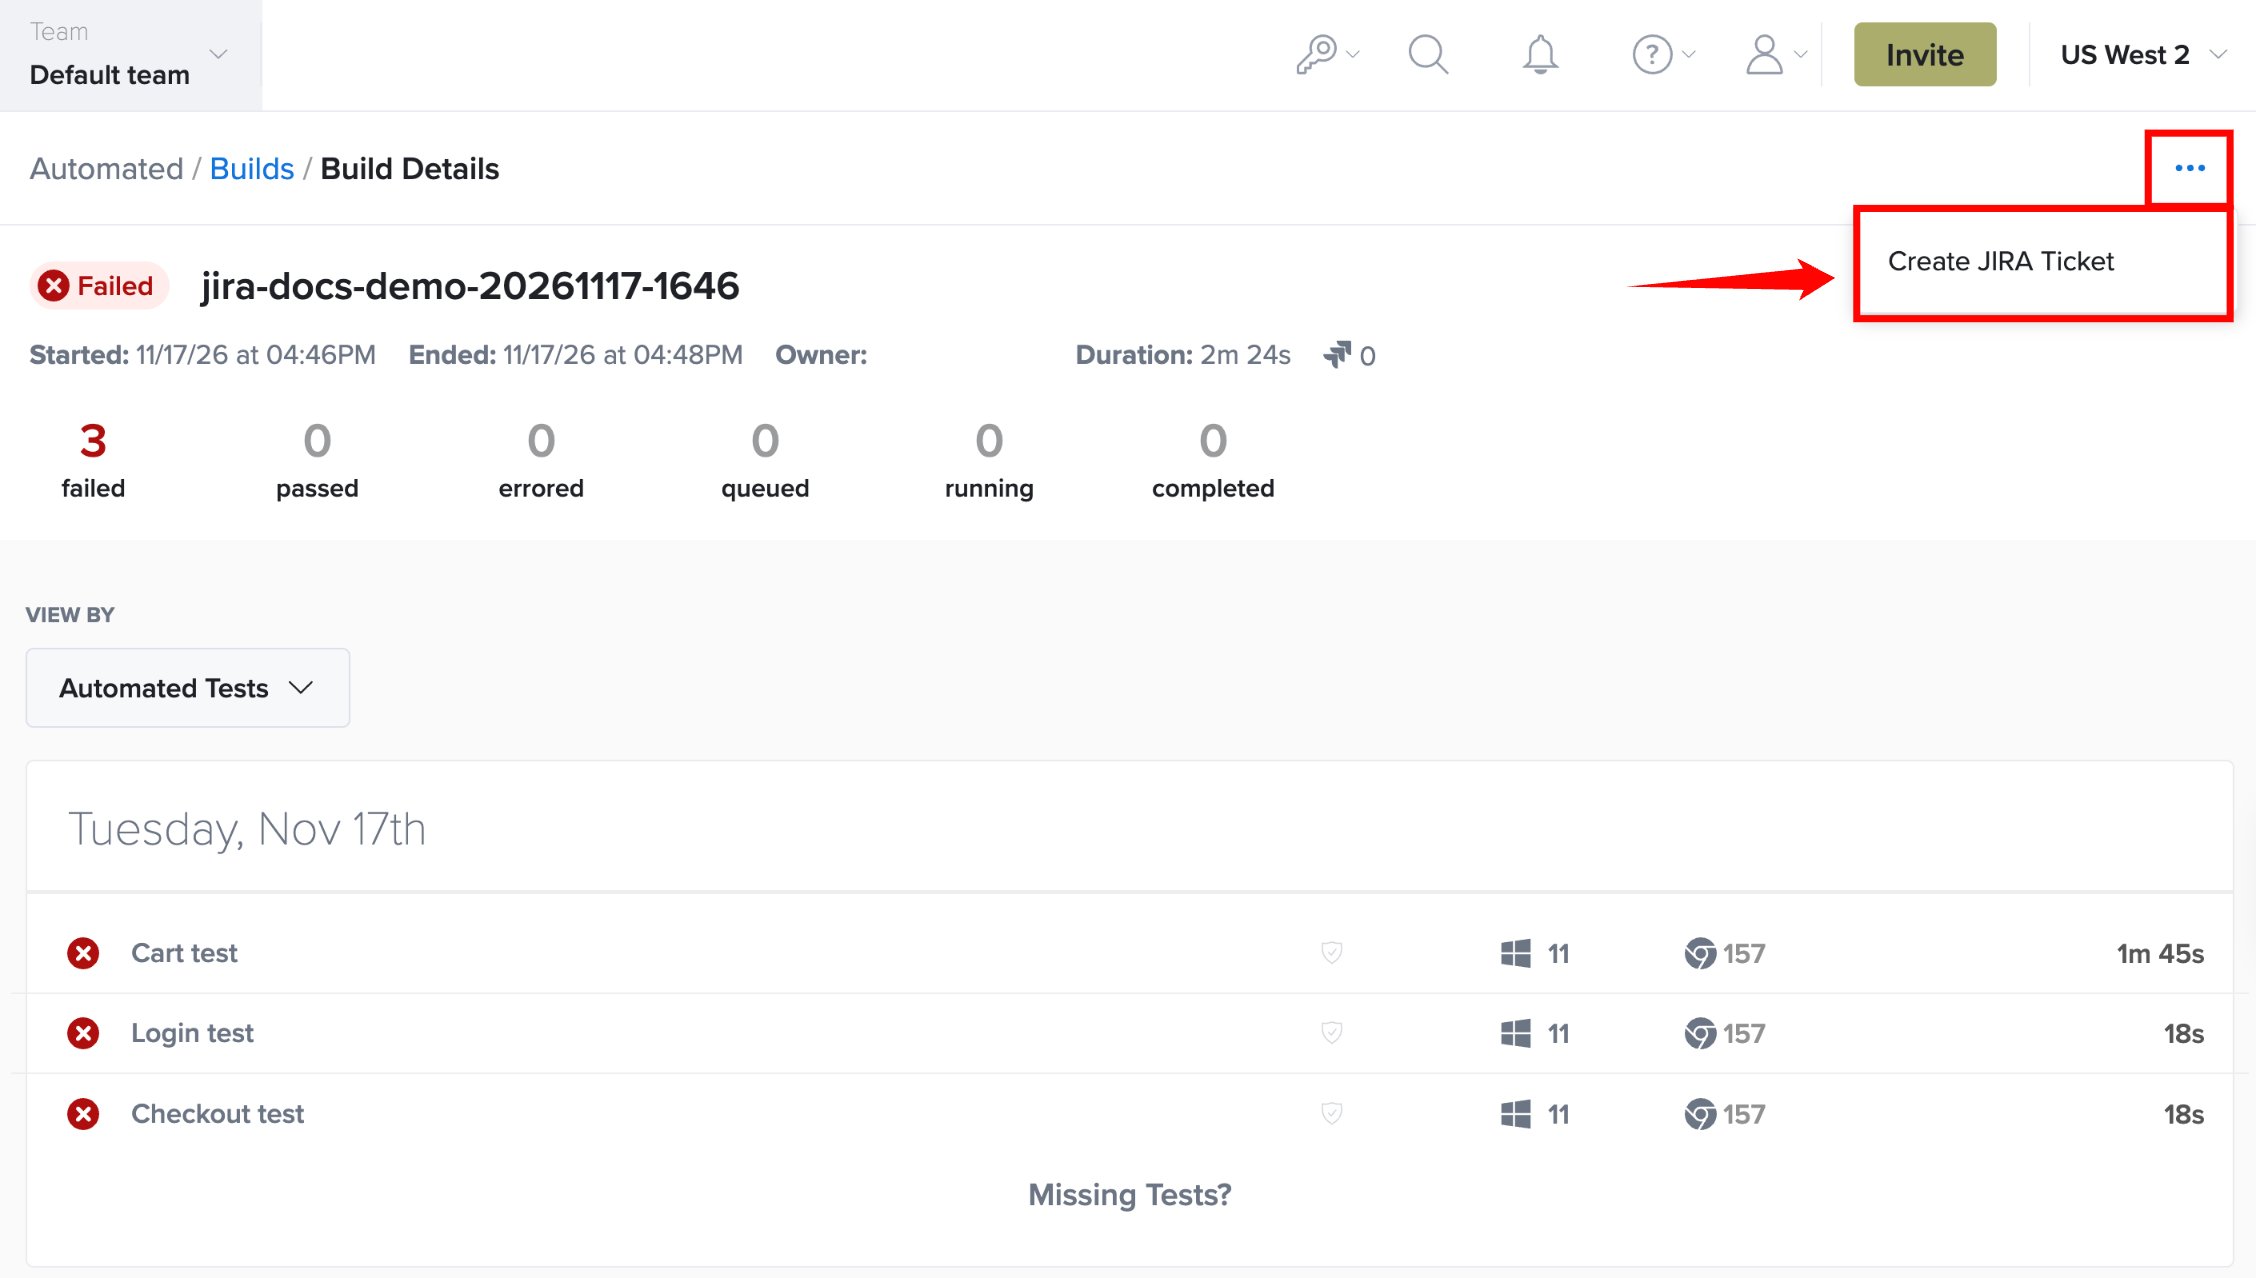 Team
Default team
Invite
US West 2
Automated / Builds / Build Details
...
Create JIRA Ticket
Failed jira-docs-demo-20261117-1646
Started: 11/17/26 at 04:46PM Ended: 11/17/26 at 04:48PM Owner: Duration: 2m 24s 0
3 0 0 0 0 0
failed passed errored queued running completed
VIEW BY
Automated Tests
Tuesday, Nov 17th
Cart test 11 157 1m 45s
Login test 11 157 18s
Checkout test 11 157 18s
Missing Tests?